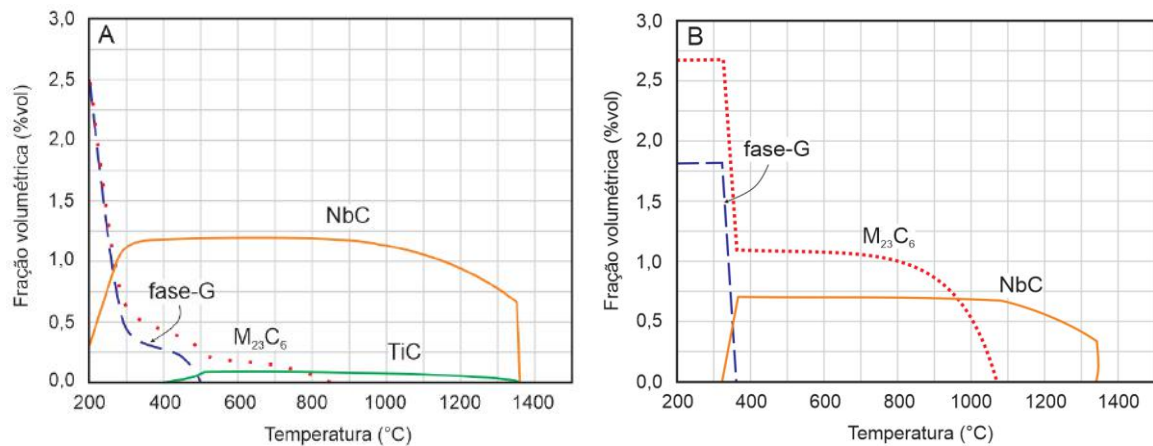 A
Fração volumétrica (%vol)
3,0
2,5
2,0
1,5
1,0
0,5
0,0
NbC
fase-G
M23C6
TiC
200 400 600 800 1000 1200 1400
Temperatura (°C)
B
Fração volumétrica (%vol)
3,0
2,5
2,0
1,5
1,0
0,5
0,0
fase-G
M23C6
NbC
200 400 600 800 1000 1200 1400
Temperatura (°C)